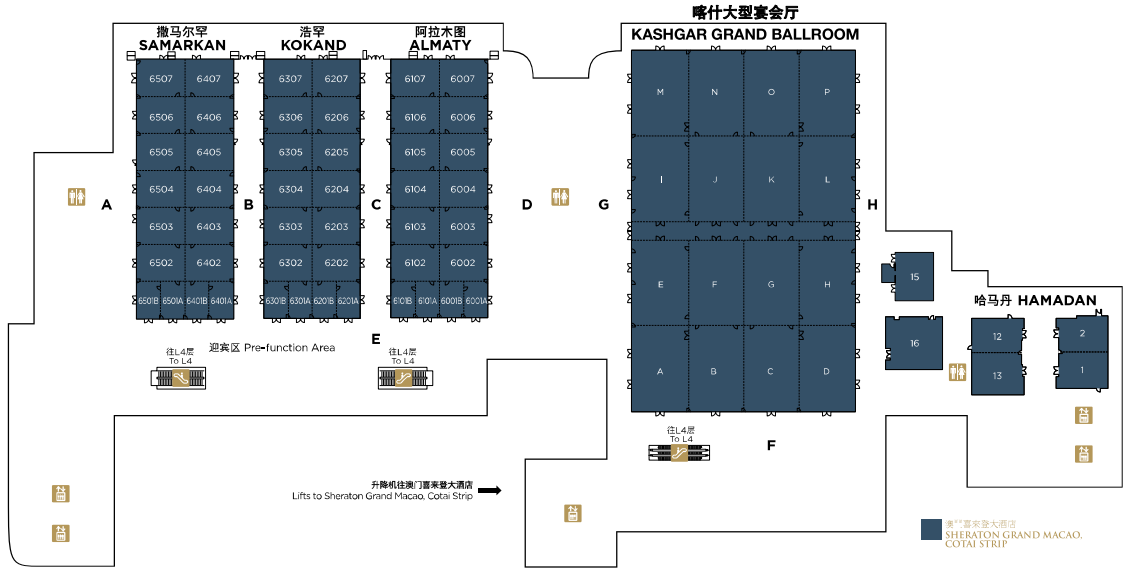 撒马尔罕
SAMARKAN
浩罕
KOKAND
阿拉木图
ALMATY
喀什大型宴会厅
KASHGAR GRAND BALLROOM
6507 6407
6506 6406
6505 6405
6504 6404
6503 6403
6502 6402
6501B 6501A 6401B 6401A
6307 6207
6306 6206
6305 6205
6304 6204
6303 6203
6302 6202
6301B 6301A 6201B 6201A
6107 6007
6106 6006
6105 6005
6104 6004
6103 6003
6102 6002
6101B 6101A 6001B 6001A
M N O P
I J K L
E F G H
A B C D
A B C D G H
E
F
15
16
哈马丹 HAMADAN
12
13
2
1
迎宾区 Pre-function Area
往L4层
To L4
往L4层
To L4
往L4层
To L4
升降机往澳门喜来登大酒店
Lifts to Sheraton Grand Macao, Cotai Strip
喜来登大酒店
SHERATON GRAND MACAO,
COTAI STRIP